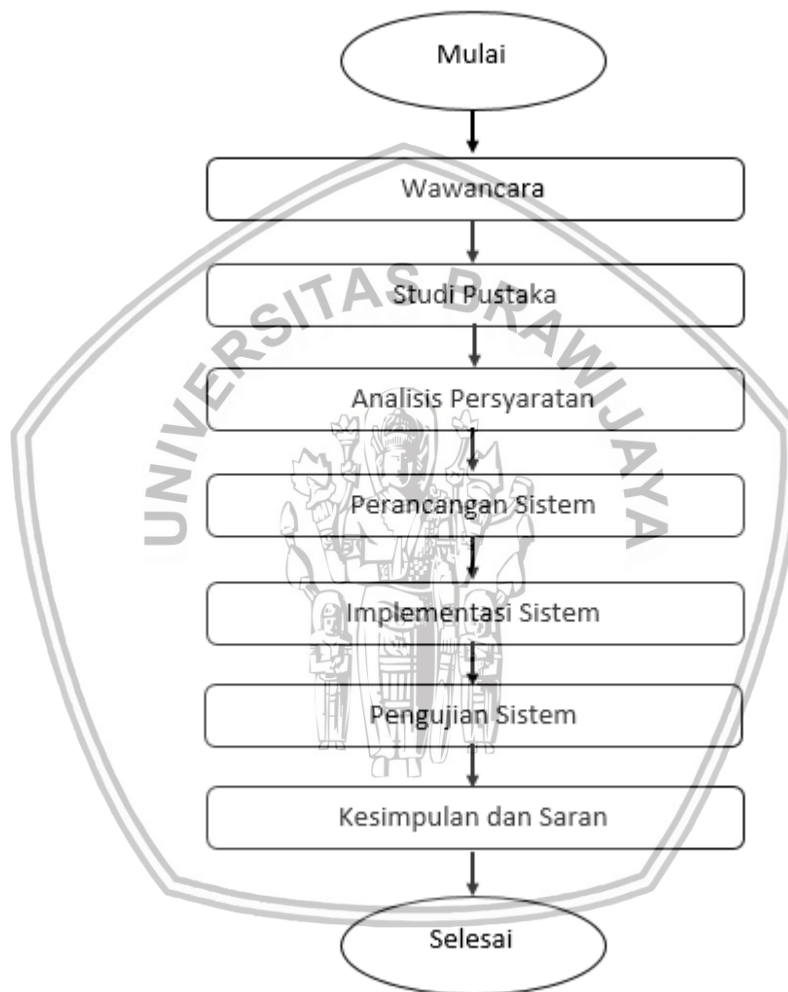 Mulai
Wawancara
UNIVERSITAS BRAWIJAYA
Studi Pustaka
Analisis Persyaratan
Perancangan Sistem
Implementasi Sistem
Pengujian Sistem
Kesimpulan dan Saran
Selesai